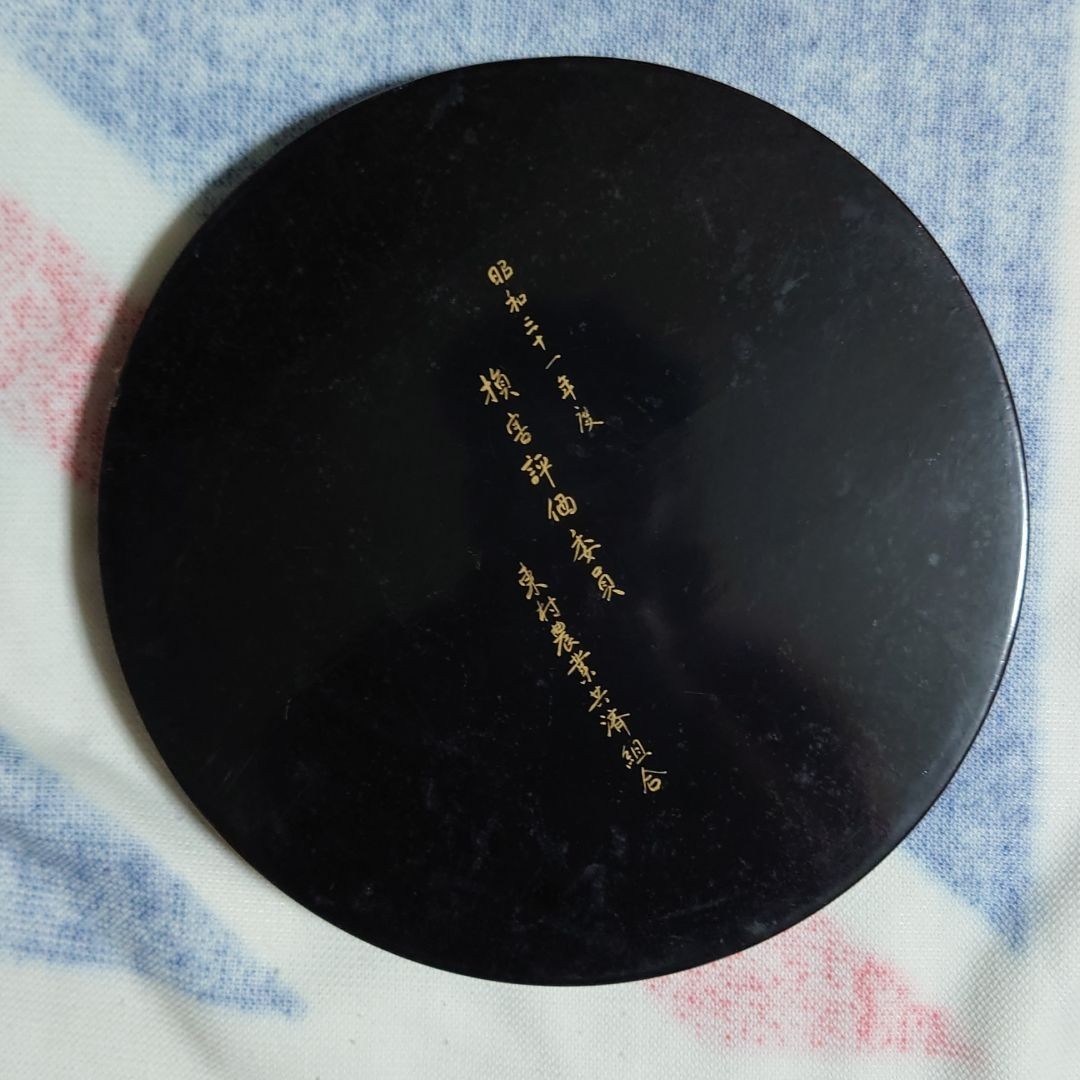 昭和三十一年度
損害評価委員
東村農業共済組合